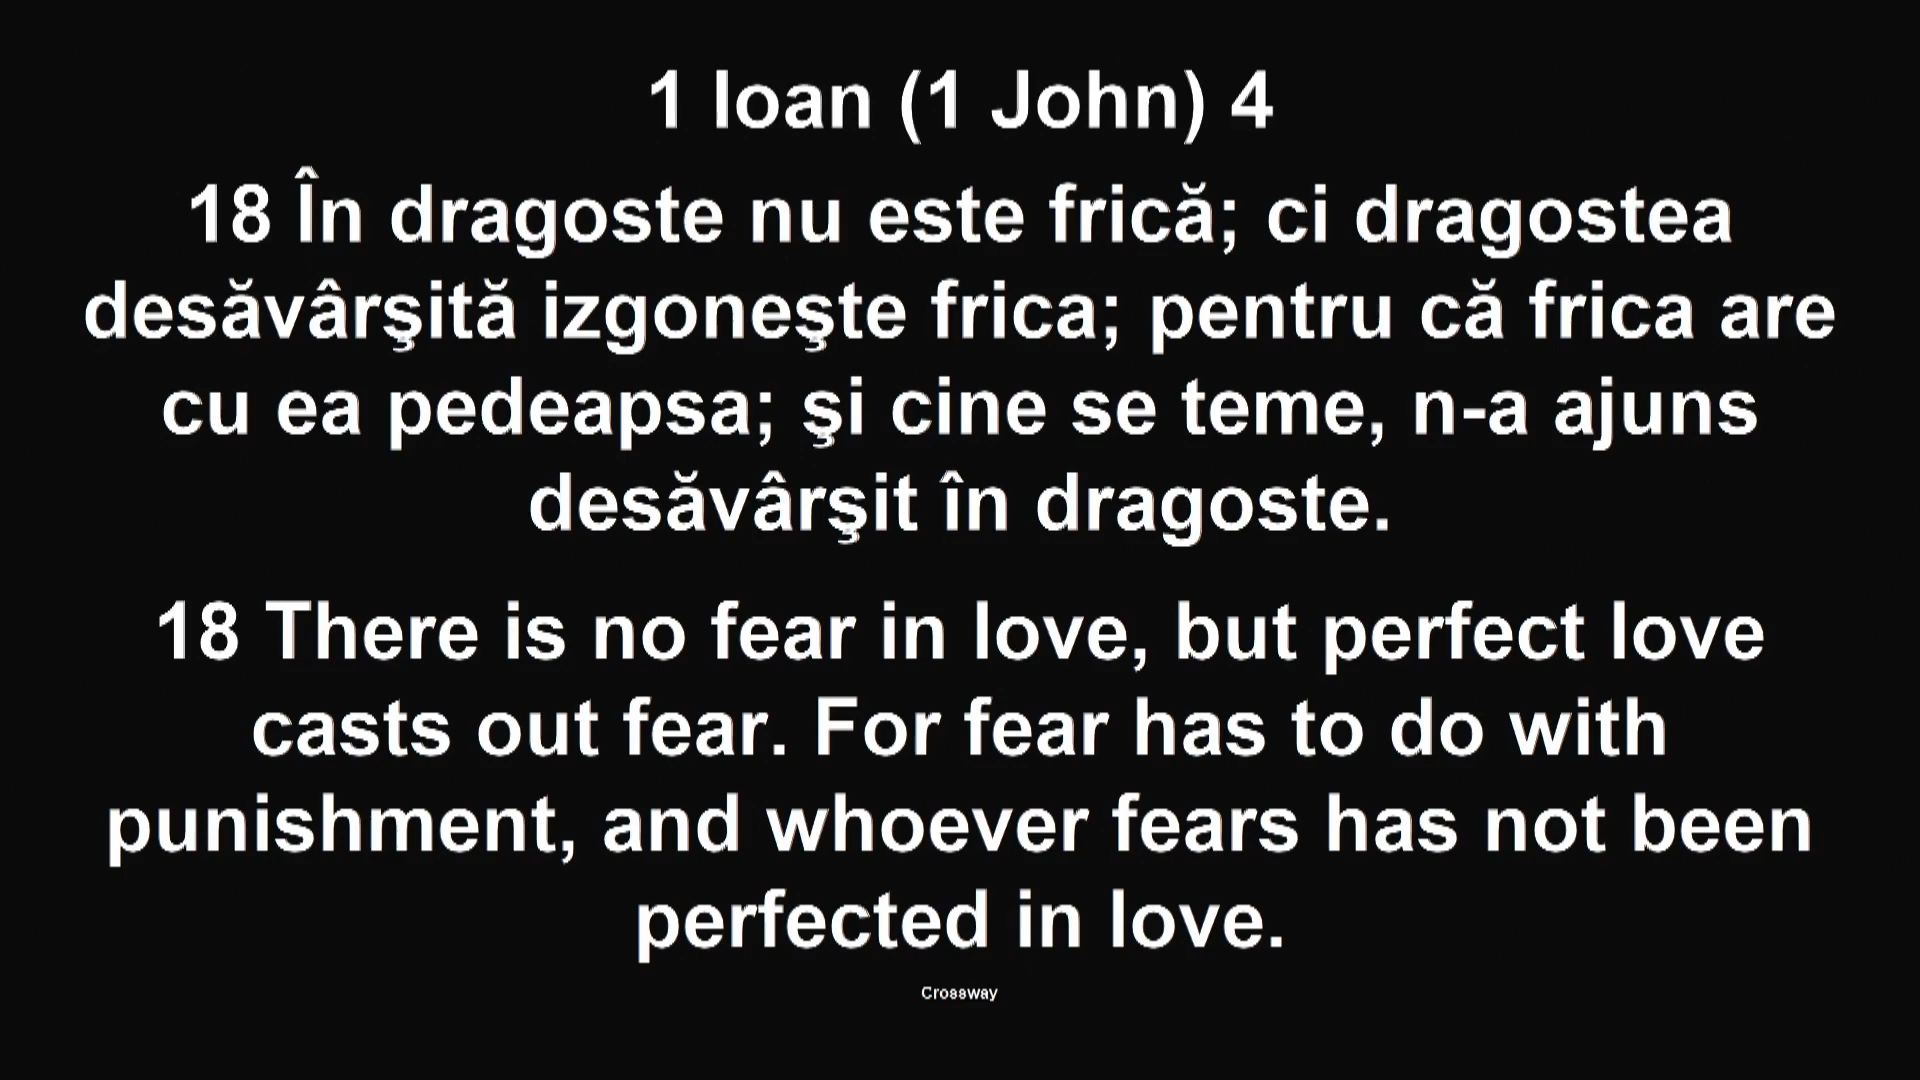 1 Ioan (1 John) 4
18 În dragoste nu este frică; ci dragostea
desăvârşită izgoneşte frica; pentru că frica are
cu ea pedeapsa; şi cine se teme, n-a ajuns
desăvârşit în dragoste.
18 There is no fear in love, but perfect love
casts out fear. For fear has to do with
punishment, and whoever fears has not been
perfected in love.
Crossway